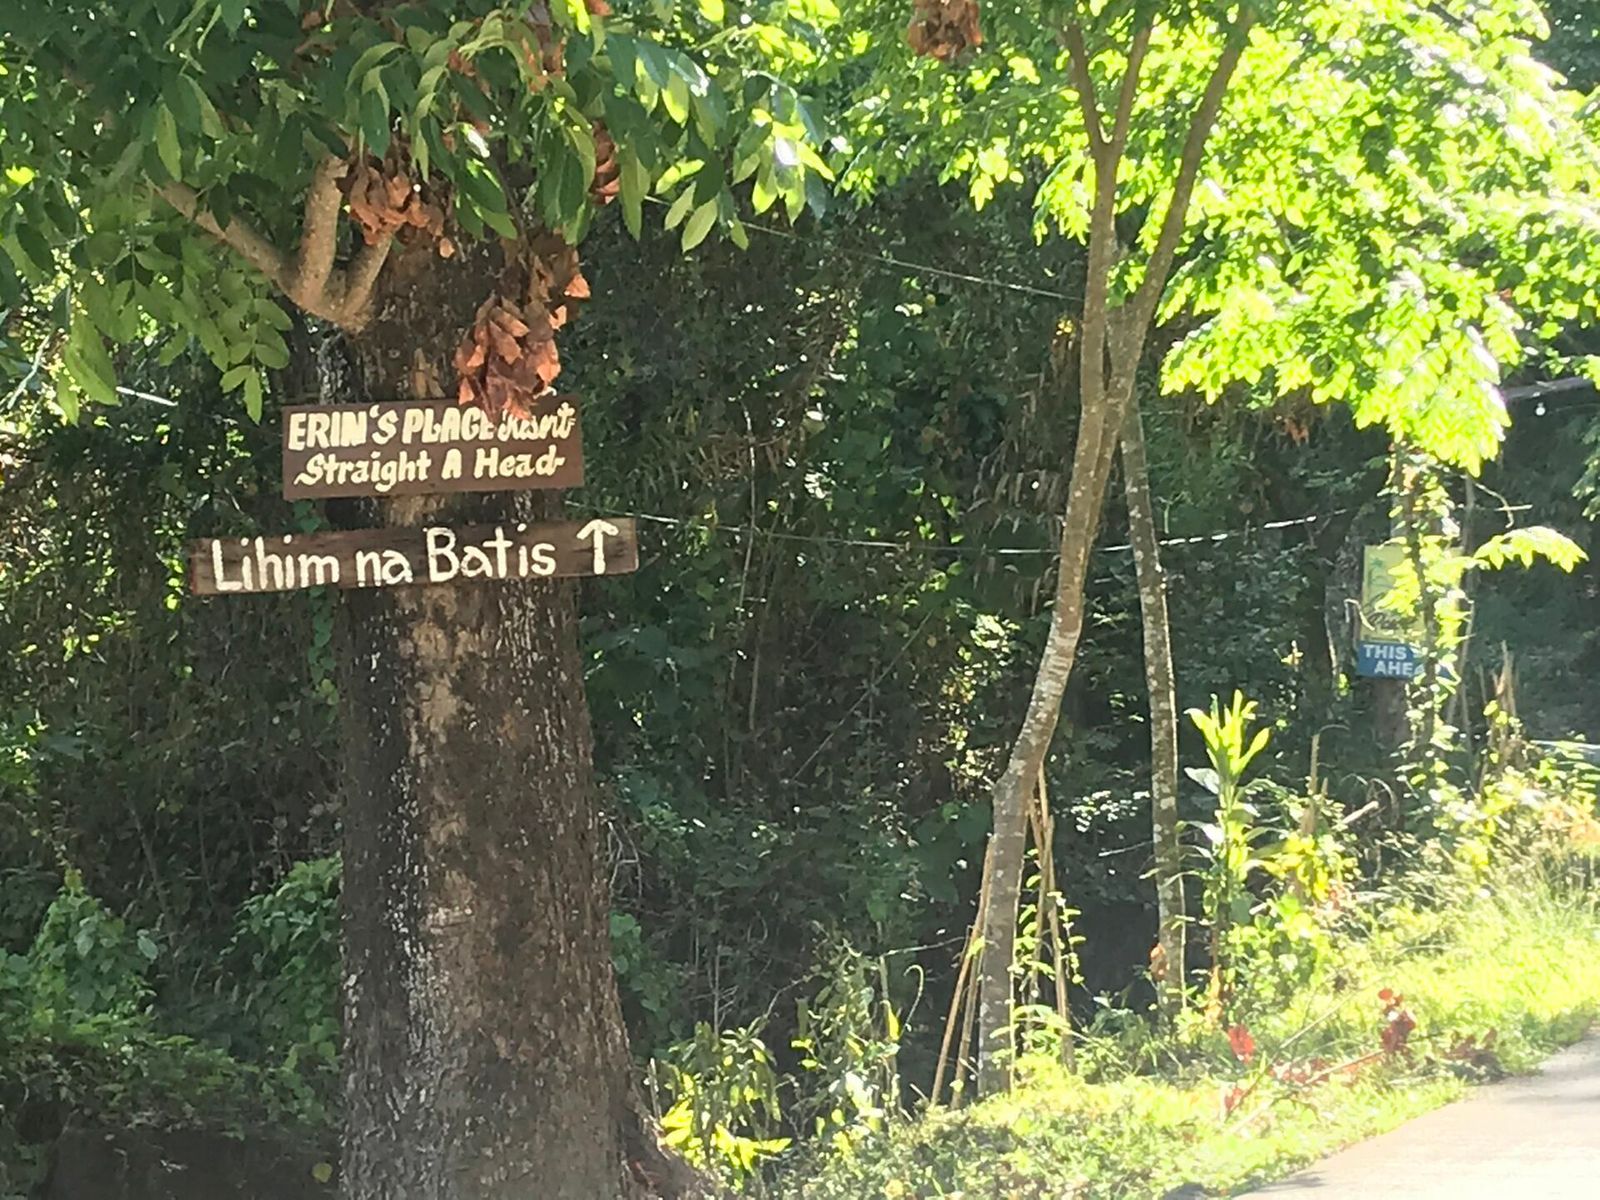 ERIN'S PLACE Resort
Straight A Head
Lihim na Batis ↑
THIS
AHE